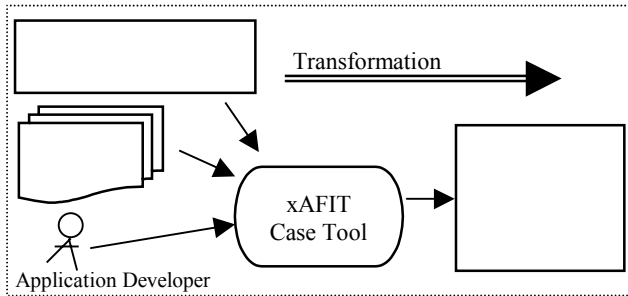 Transformation
xAFIT
Case Tool
Application Developer